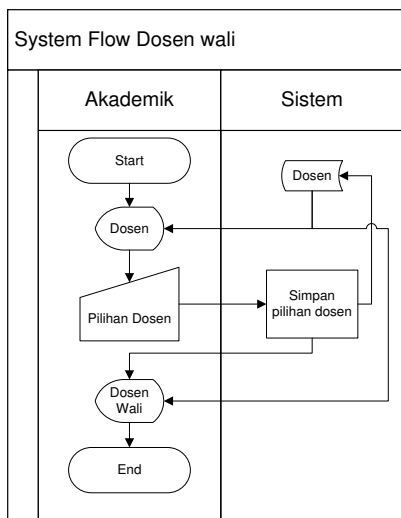 System Flow Dosen wali
Akademik
Sistem
Start
Dosen
Dosen
Pilihan Dosen
Simpan
pilihan dosen
Dosen
Wali
End